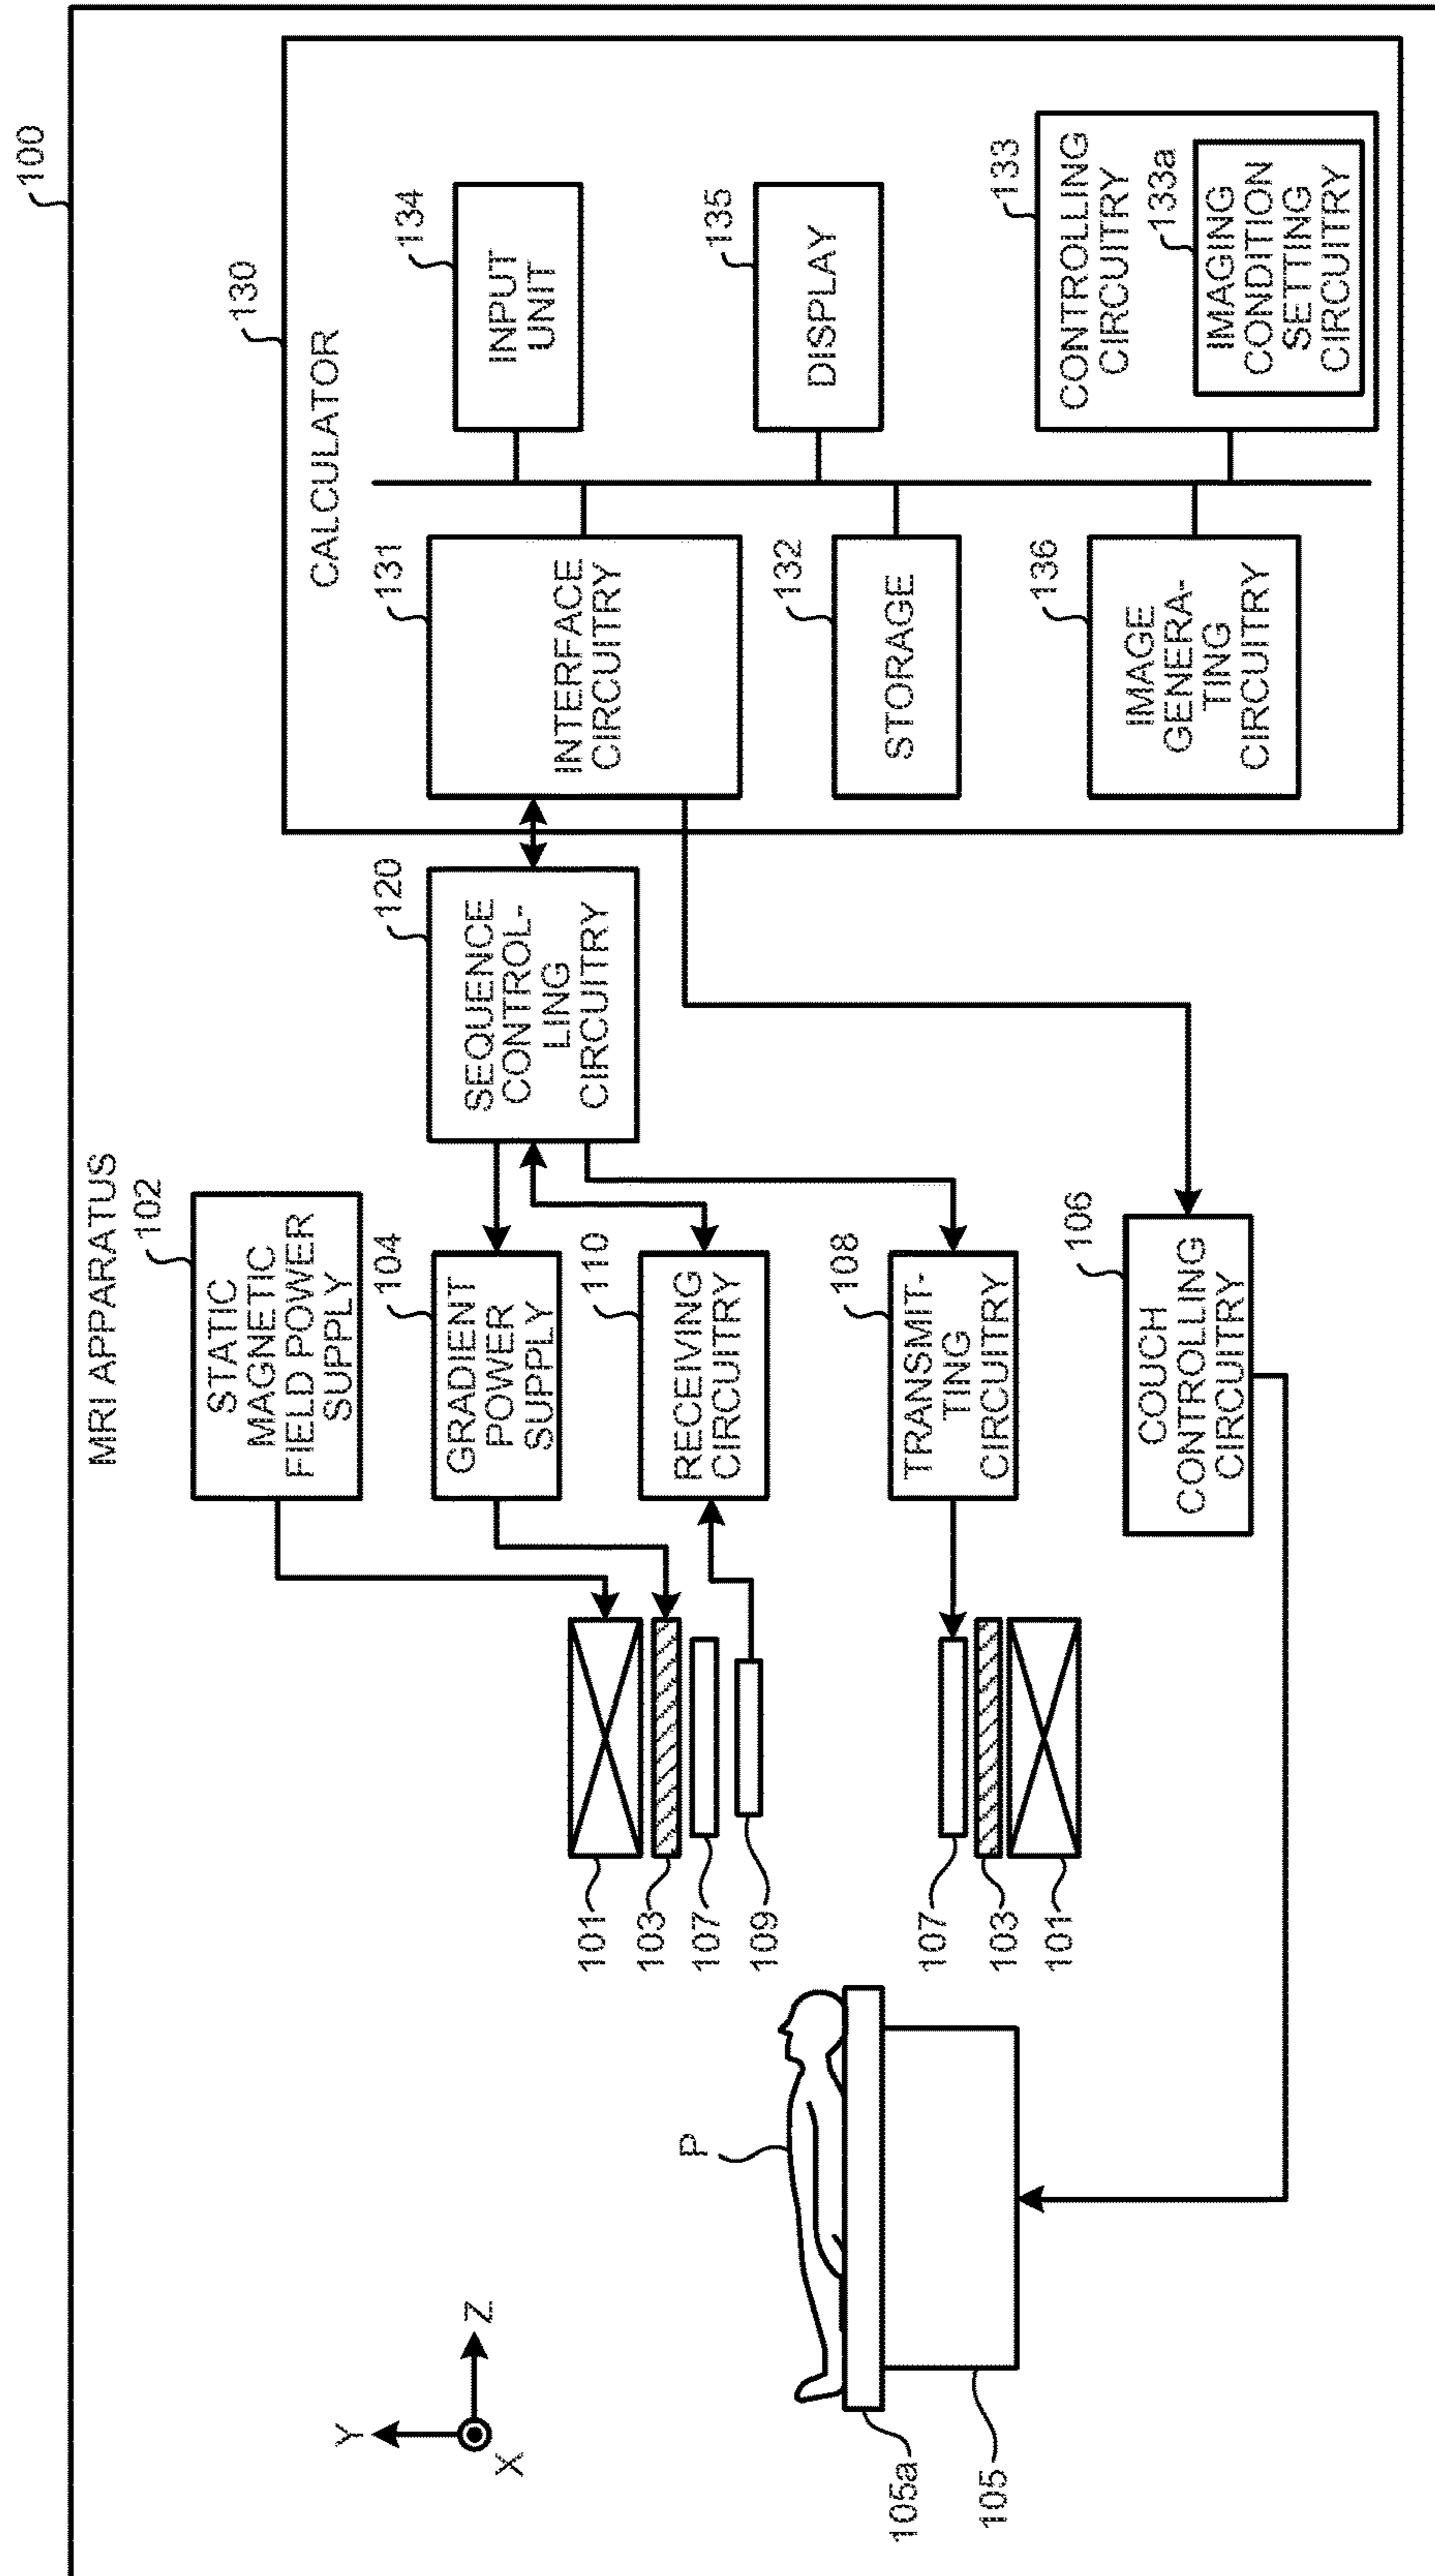 100
MRI APPARATUS
130
CALCULATOR
102
STATIC
MAGNETIC
FIELD POWER
SUPPLY
104
GRADIENT
POWER
SUPPLY
110
RECEIVING
CIRCUITRY
108
TRANSMIT-
TING
CIRCUITRY
106
COUCH
CONTROLLING
CIRCUITRY
120
SEQUENCE
CONTROL-
LING
CIRCUITRY
131
INTERFACE
CIRCUITRY
132
STORAGE
136
IMAGE
GENERA-
TING
CIRCUITRY
134
INPUT
UNIT
135
DISPLAY
133
CONTROLLING
CIRCUITRY
133a
IMAGING
CONDITION
SETTING
CIRCUITRY
101
103
107
109
107
103
101
Y
Z
X
P
105a
105